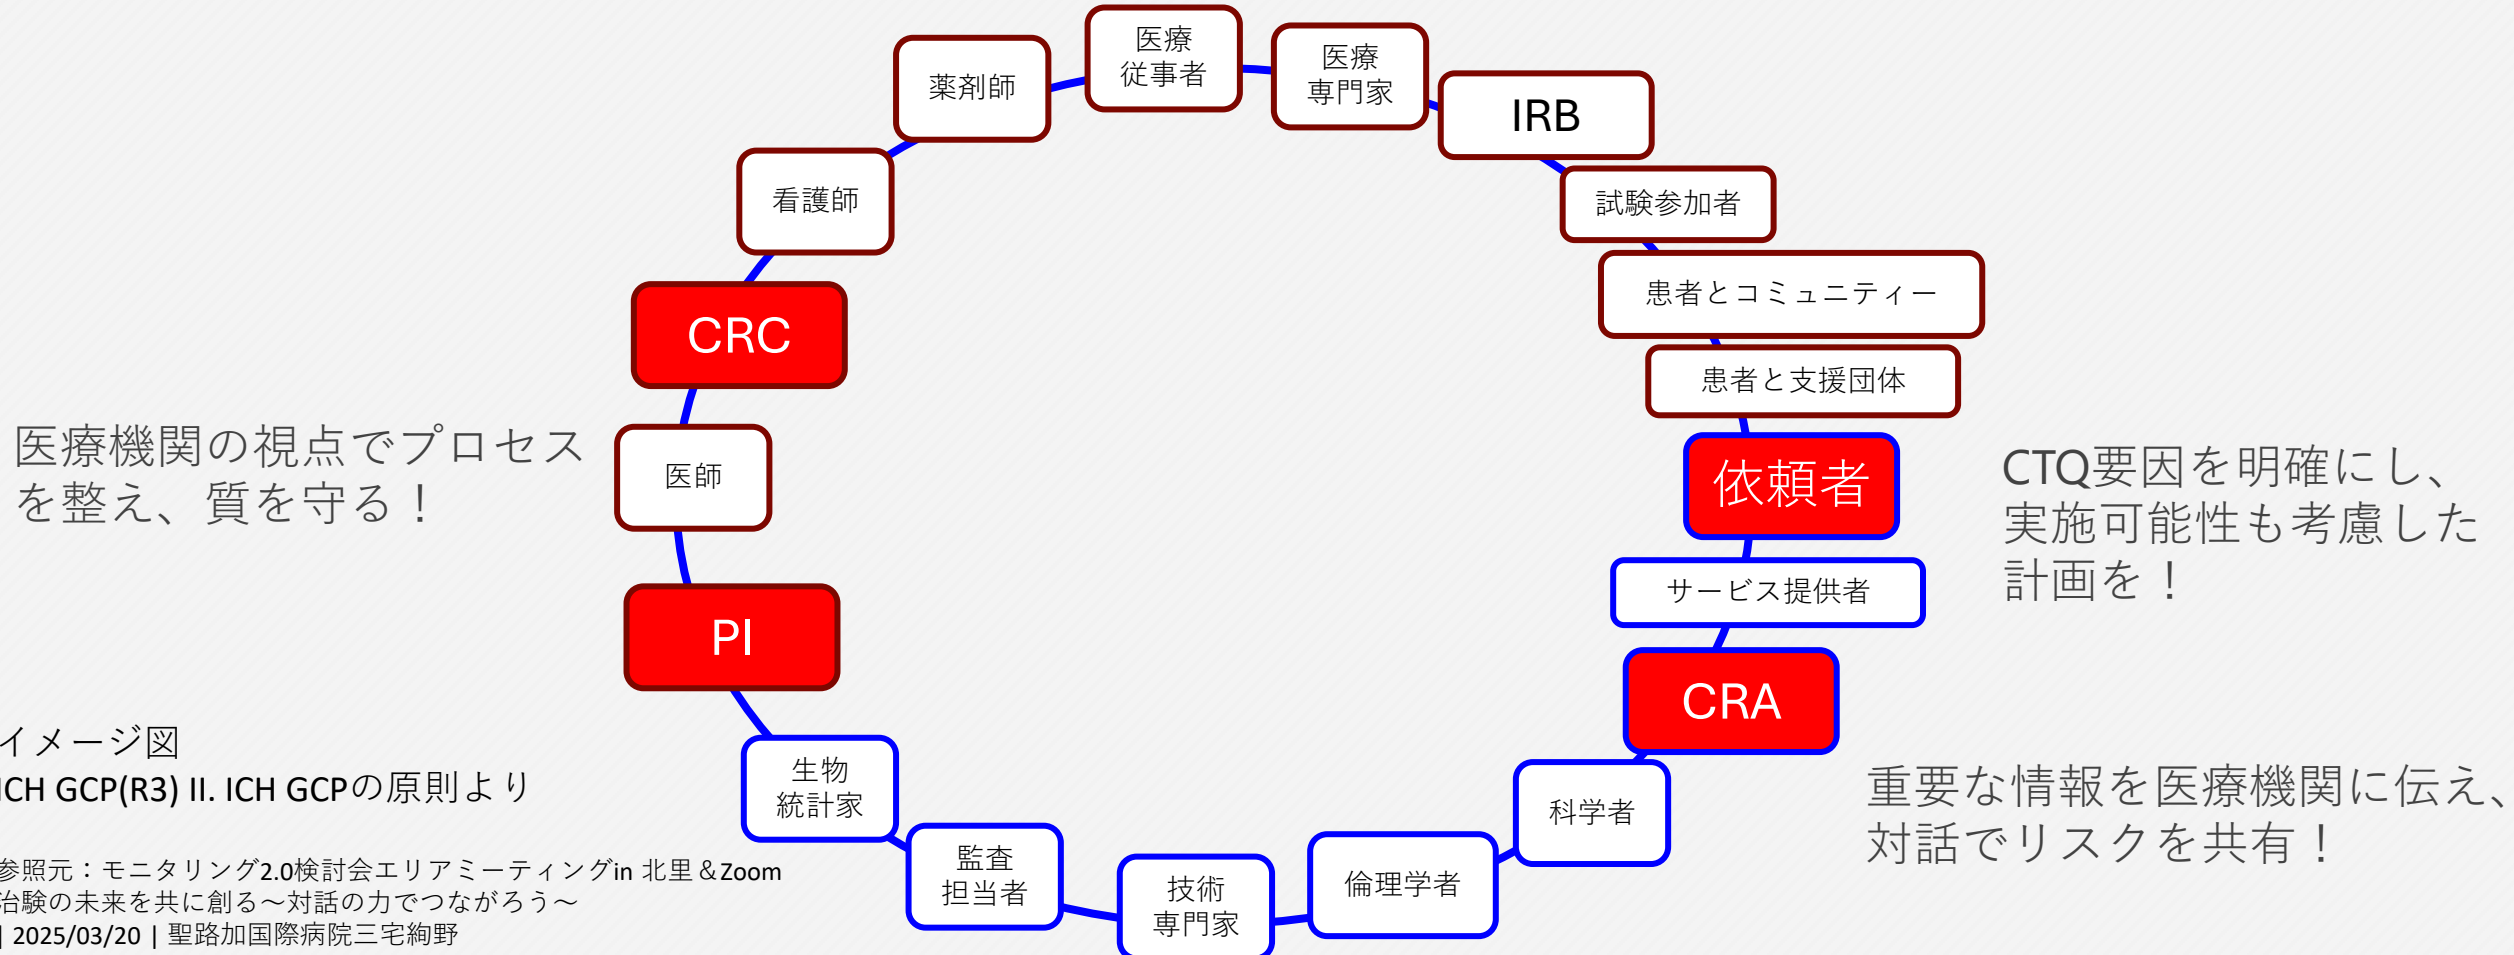 医療
従事者
医療
専門家
薬剤師
IRB
看護師
試験参加者
患者とコミュニティー
CRC
患者と支援団体
医療機関の視点でプロセス
を整え、質を守る！
医師
依頼者
CTQ要因を明確にし、
実施可能性も考慮した
計画を！
サービス提供者
PI
CRA
イメージ図
ICH GCP(R3) II. ICH GCPの原則より
生物
統計家
科学者
重要な情報を医療機関に伝え、
対話でリスクを共有！
監査
担当者
技術
専門家
倫理学者
参照元：モニタリング2.0検討会エリアミーティングin 北里＆Zoom
治験の未来を共に創る～対話の力でつながろう～
| 2025/03/20 | 聖路加国際病院三宅絢野